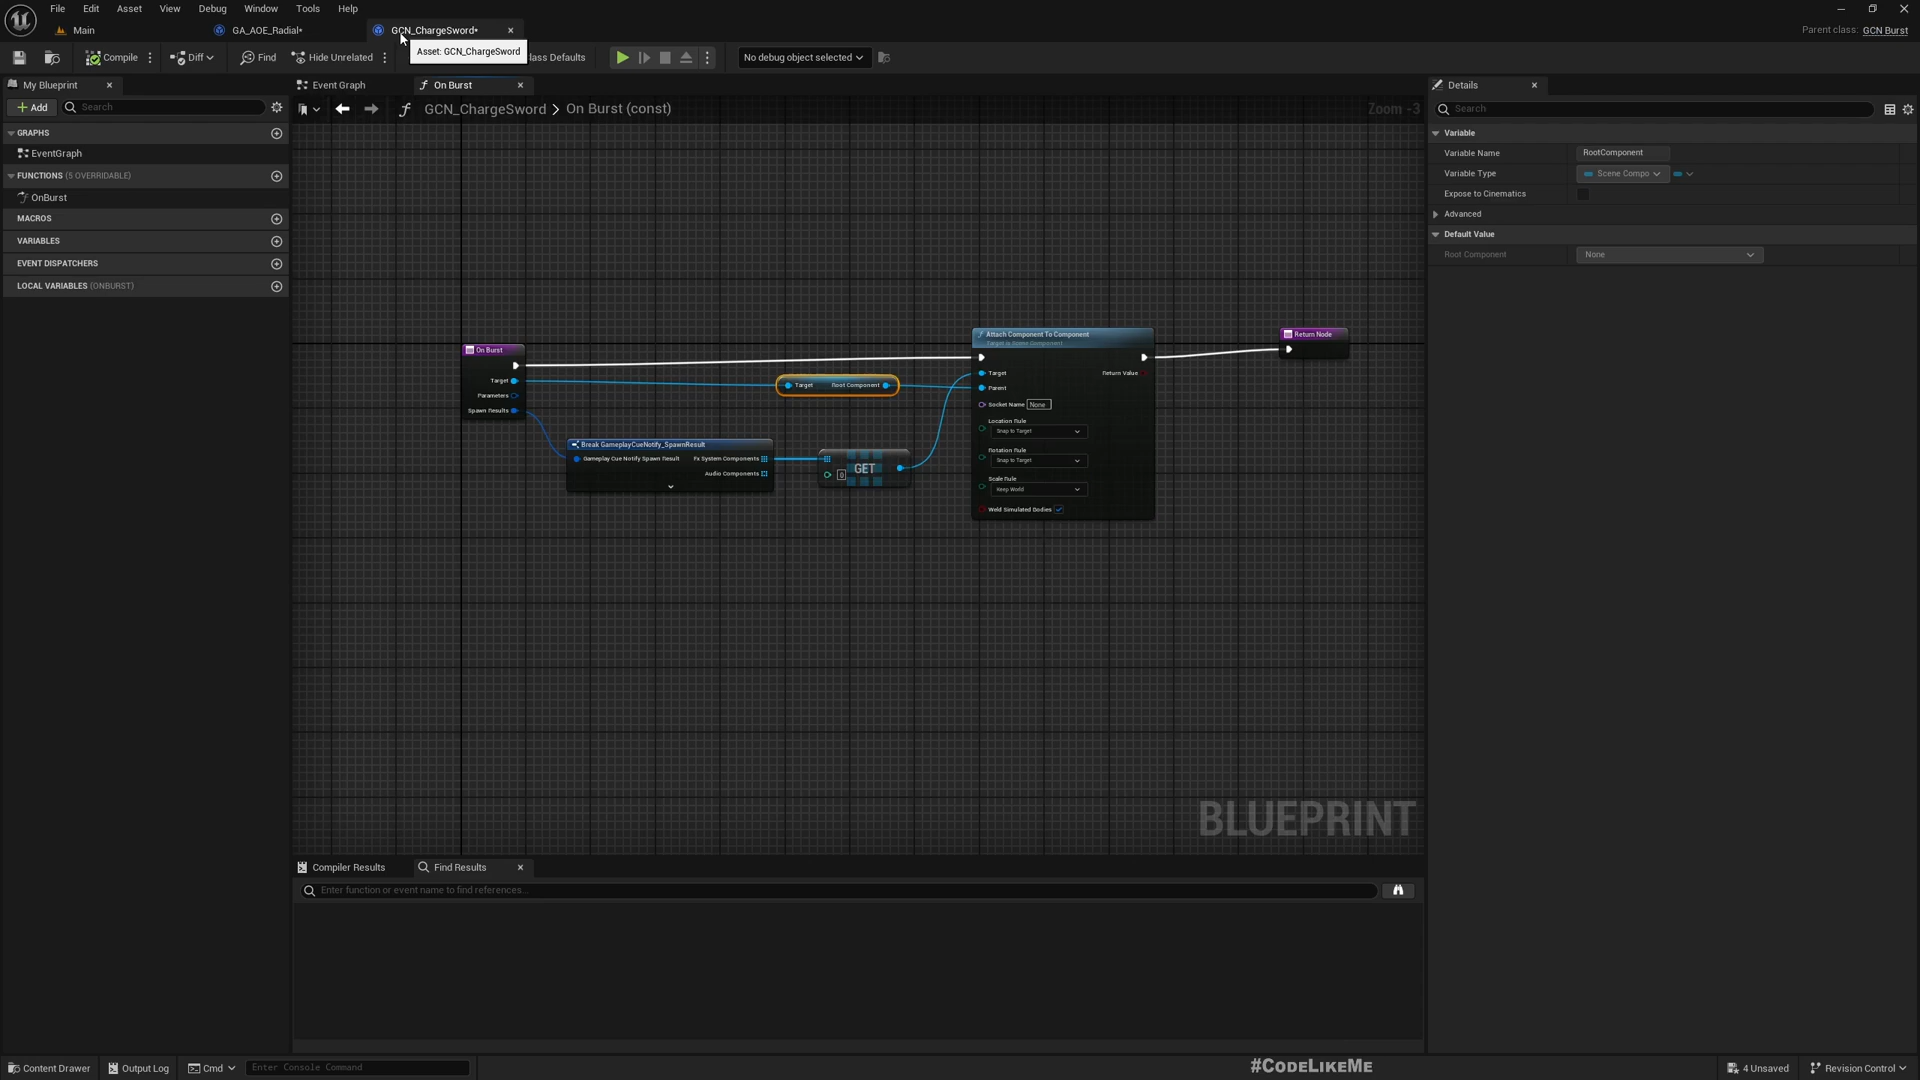 File Edit Asset View Debug Window Tools Help
Main
GA_AOE_Radial*
GCN_ChargeSword*
Parent class: GCN Burst
Asset: GCN_ChargeSword
Compile
Diff
Find
Hide Unrelated
lass Defaults
No debug object selected
My Blueprint
Event Graph
On Burst
Details
Add
Search
GCN_ChargeSword > On Burst (const)
Zoom -3
Search
GRAPHS
EventGraph
FUNCTIONS (5 OVERRIDABLE)
OnBurst
MACROS
VARIABLES
EVENT DISPATCHERS
LOCAL VARIABLES (ONBURST)
Variable
Variable Name
RootComponent
Variable Type
Scene Compo
Expose to Cinematics
Advanced
Default Value
Root Component
None
On Burst
Target
Parameters
Spawn Results
Target Root Component
Break GameplayCueNotify_SpawnResult
Gameplay Cue Notify Spawn Result
Fx System Components
Audio Components
GET
0
Attach Component To Component
Target is Scene Component
Target
Return Value
Parent
Socket Name None
Location Rule
Snap to Target
Rotation Rule
Snap to Target
Scale Rule
Keep World
Weld Simulated Bodies
Return Node
BLUEPRINT
Compiler Results
Find Results
Enter function or event name to find references...
Content Drawer
Output Log
Cmd
Enter Console Command
#CODELIKEME
4 Unsaved
Revision Control